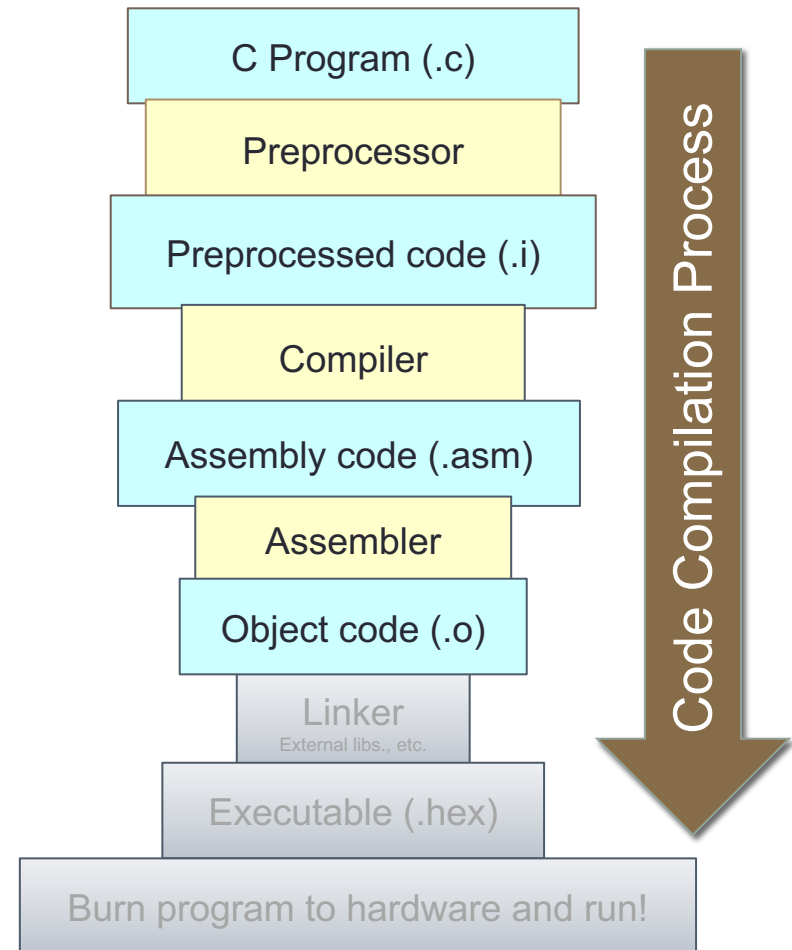 C Program (.c)
Preprocessor
Preprocessed code (.i)
Compiler
Assembly code (.asm)
Assembler
Object code (.o)
Linker
External libs., etc.
Executable (.hex)
Burn program to hardware and run!
Code Compilation Process